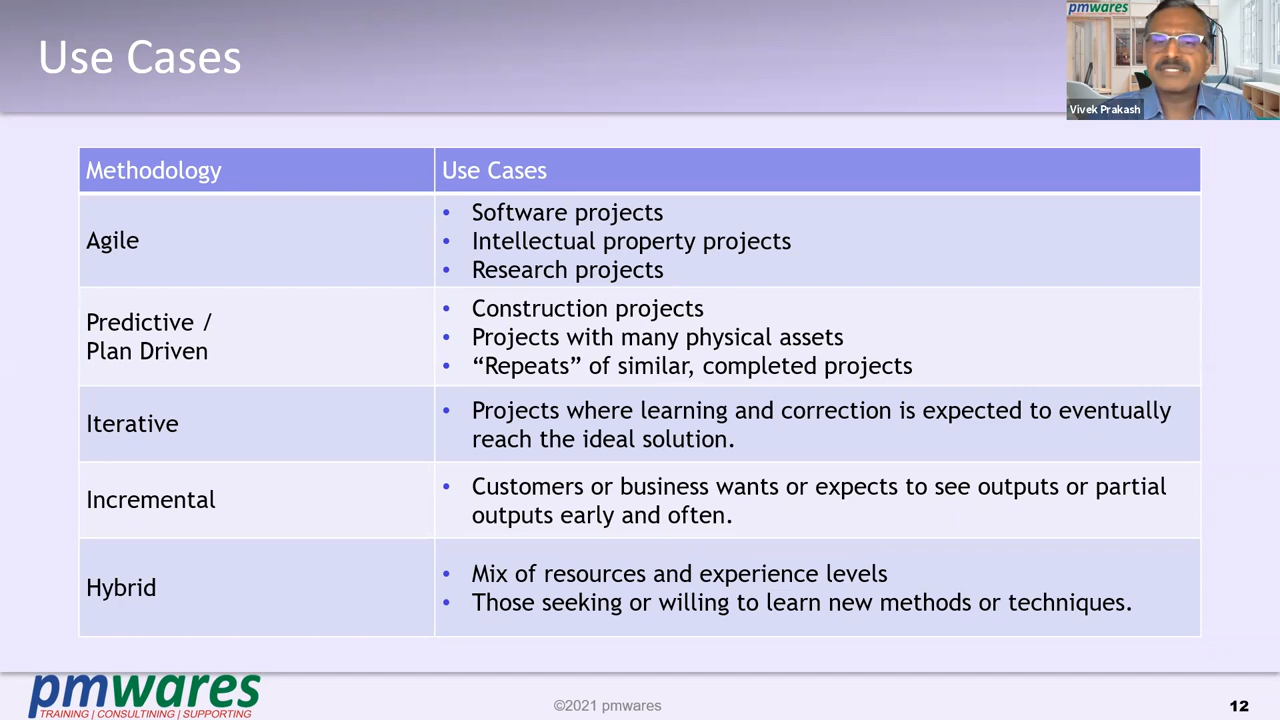 Use Cases
pmwares
Vivek Prakash
Methodology
Use Cases
Agile
• Software projects
• Intellectual property projects
• Research projects
Predictive /
Plan Driven
• Construction projects
• Projects with many physical assets
• “Repeats” of similar, completed projects
Iterative
• Projects where learning and correction is expected to eventually
reach the ideal solution.
Incremental
• Customers or business wants or expects to see outputs or partial
outputs early and often.
Hybrid
• Mix of resources and experience levels
• Those seeking or willing to learn new methods or techniques.
pmwares
TRAINING | CONSULTINING | SUPPORTING
©2021 pmwares
12